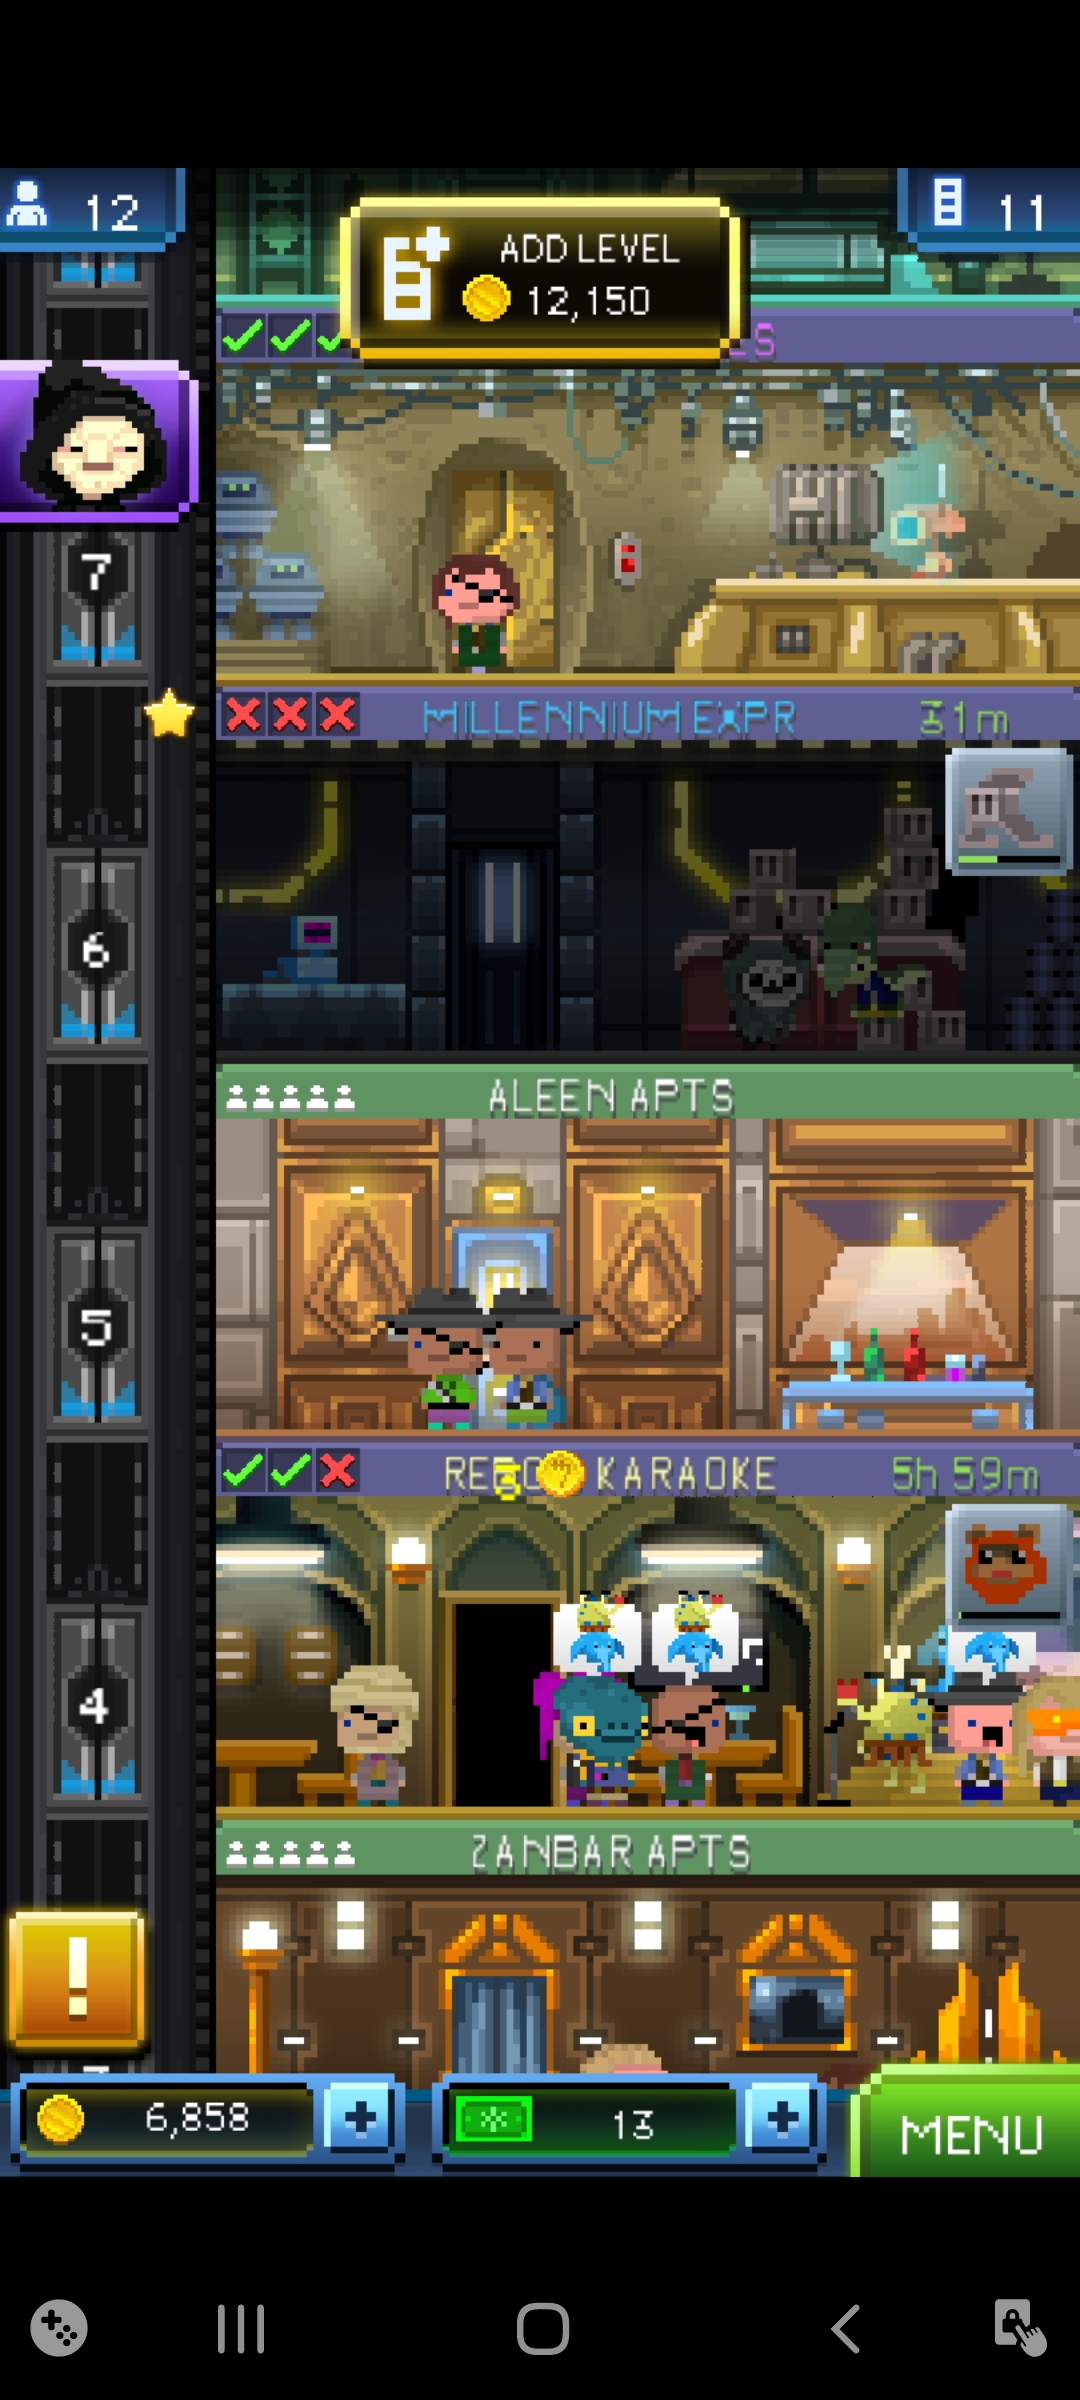 12
11
ADD LEVEL
12,150
7
MILLENNIUM EXPR
31m
6
ALEEN APTS
5
KARAOKE
5h 59m
4
ZANBAR APTS
!
6,858
13
MENU